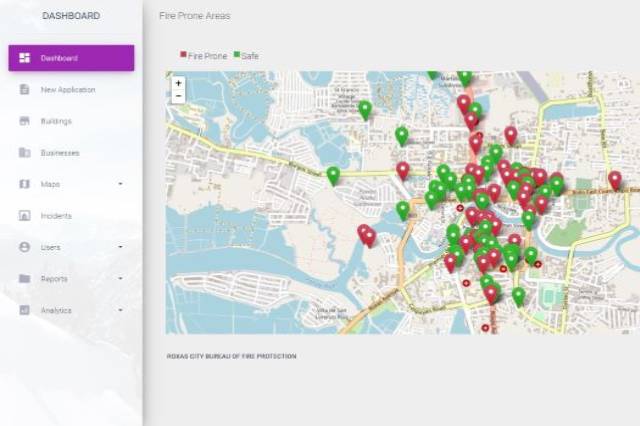 DASHBOARD
Fire Prone Areas
Dashboard
New Application
Buildings
Businesses
Maps
Incidents
Users
Reports
Analytics
Fire Prone
Safe
+
-
ROXAS CITY BUREAU OF FIRE PROTECTION